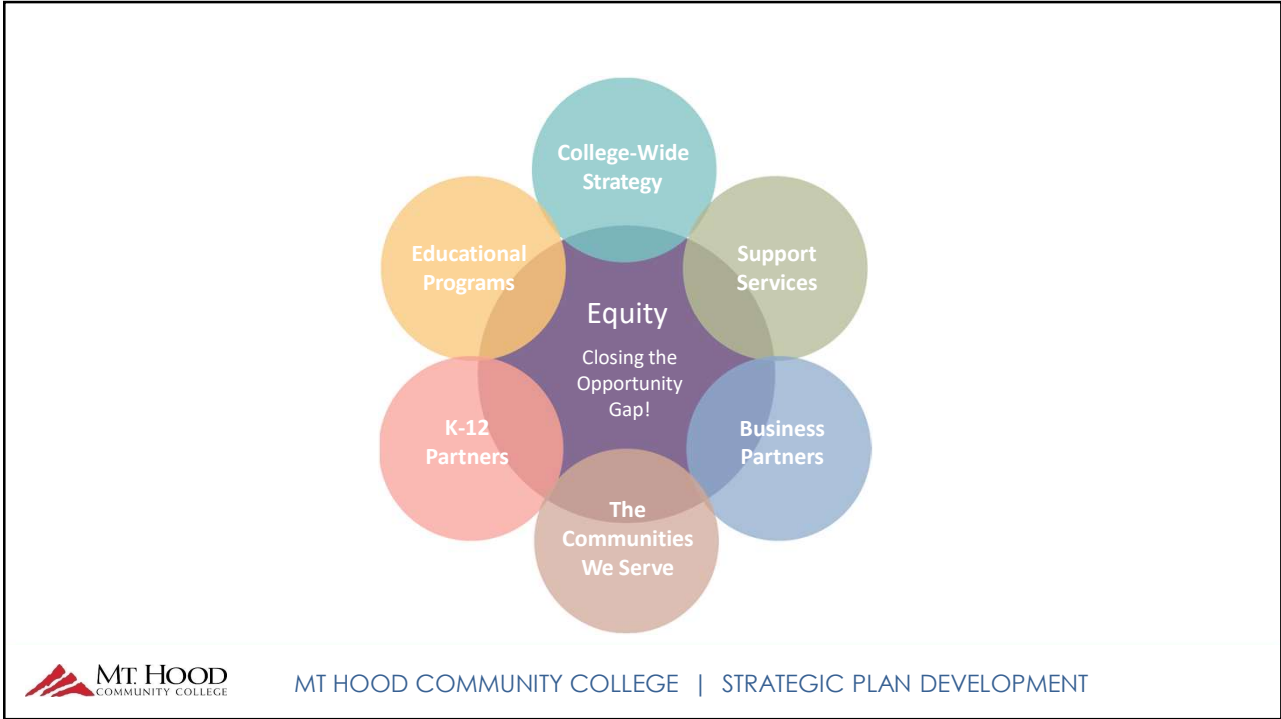 College-Wide
Strategy
Educational
Programs
Support
Services
Equity
Closing the
Opportunity
Gap!
K-12
Partners
Business
Partners
The
Communities
We Serve
MT. HOOD
COMMUNITY COLLEGE
MT HOOD COMMUNITY COLLEGE | STRATEGIC PLAN DEVELOPMENT